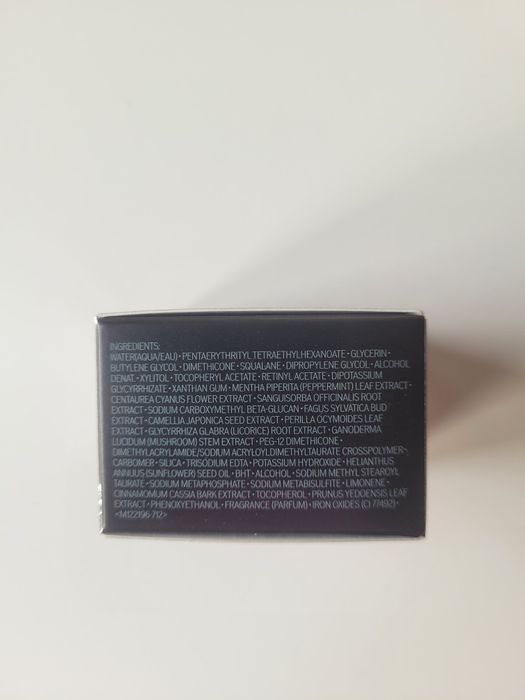 INGREDIENTS:
WATER(AQUA/EAU)・PENTAERYTHRITYL TETRAETHYLHEXANOATE・GLYCERIN・
BUTYLENE GLYCOL・DIMETHICONE・SQUALANE・DIPROPYLENE GLYCOL・ALCOHOL
DENAT.・XYLITOL・TOCOPHERYL ACETATE・RETINYL ACETATE・DIPOTASSIUM
GLYCYRRHIZATE・XANTHAN GUM・MENTHA PIPERITA (PEPPERMINT) LEAF EXTRACT・
CENTAUREA CYANUS FLOWER EXTRACT・SANGUISORBA OFFICINALIS ROOT
EXTRACT・SODIUM CARBOXYMETHYL BETA-GLUCAN・FAGUS SYLVATICA BUD
EXTRACT・CAMELLIA JAPONICA SEED EXTRACT・PERILLA OCYMOIDES LEAF
EXTRACT・GLYCYRRHIZA GLABRA (LICORICE) ROOT EXTRACT・GANODERMA
LUCIDUM (MUSHROOM) STEM EXTRACT・PEG-12 DIMETHICONE・
DIMETHYLACRYLAMIDE/SODIUM ACRYLOYLDIMETHYLTAURATE CROSSPOLYMER・
CARBOMER・SILICA・TRISODIUM EDTA・POTASSIUM HYDROXIDE・HELIANTHUS
ANNUUS (SUNFLOWER) SEED OIL・BHT・ALCOHOL・SODIUM METHYL STEAROYL
TAURATE・SODIUM METAPHOSPHATE・SODIUM METABISULFITE・LIMONENE・
CINNAMOMUM CASSIA BARK EXTRACT・TOCOPHEROL・PRUNUS YEDOENSIS LEAF
EXTRACT・PHENOXYETHANOL・FRAGRANCE (PARFUM)・IRON OXIDES (CI 77492)・
<M122196-712>